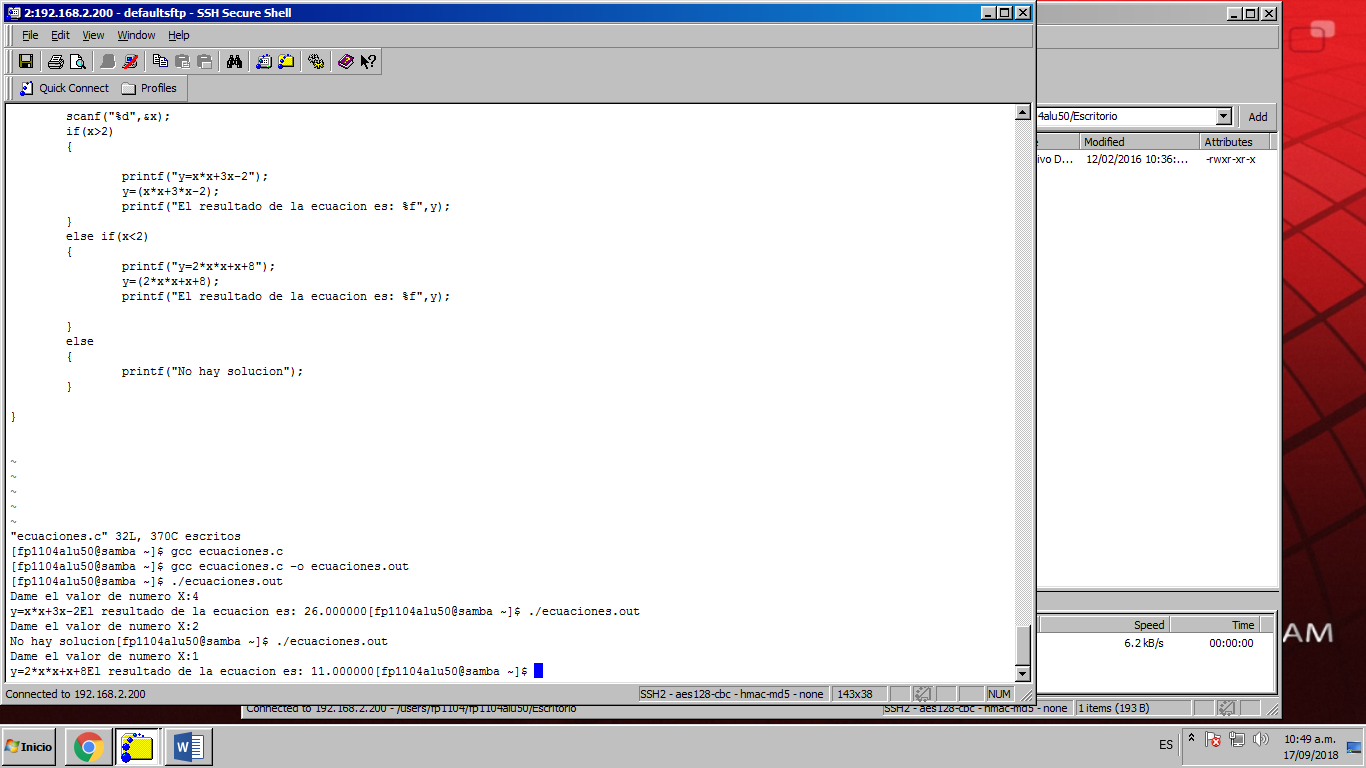 2:192.168.2.200 - defaultsftp - SSH Secure Shell
File Edit View Window Help
Quick Connect Profiles
scanf("%d",&x);
if(x>2)
{
printf("y=x*x+3x-2");
y=(x*x+3*x-2);
printf("El resultado de la ecuacion es: %f",y);
}
else if(x<2)
{
printf("y=2*x*x+x+8");
y=(2*x*x+x+8);
printf("El resultado de la ecuacion es: %f",y);
}
else
{
printf("No hay solucion");
}
}
~
~
~
~
~
"ecuaciones.c" 32L, 370C escritos
[fp1104alu50@samba ~]$ gcc ecuaciones.c
[fp1104alu50@samba ~]$ gcc ecuaciones.c -o ecuaciones.out
[fp1104alu50@samba ~]$ ./ecuaciones.out
Dame el valor de numero X:4
y=x*x+3x-2El resultado de la ecuacion es: 26.000000[fp1104alu50@samba ~]$ ./ecuaciones.out
Dame el valor de numero X:2
No hay solucion[fp1104alu50@samba ~]$ ./ecuaciones.out
Dame el valor de numero X:1
y=2*x*x+x+8El resultado de la ecuacion es: 11.000000[fp1104alu50@samba ~]$
Connected to 192.168.2.200
SSH2 - aes128-cbc - hmac-md5 - none
143x38
NUM
4alu50/Escritorio
Add
Modified Attributes
ivo D... 12/02/2016 10:36:... -rwxr-xr-x
Speed Time
6.2 kB/s 00:00:00
AM
Connected to 192.168.2.200 - /users/fp1104/fp1104alu50/Escritorio
SSH2 - aes128-cbc - hmac-md5 - none
1 items (193 B)
Inicio
ES
10:49 a.m.
17/09/2018